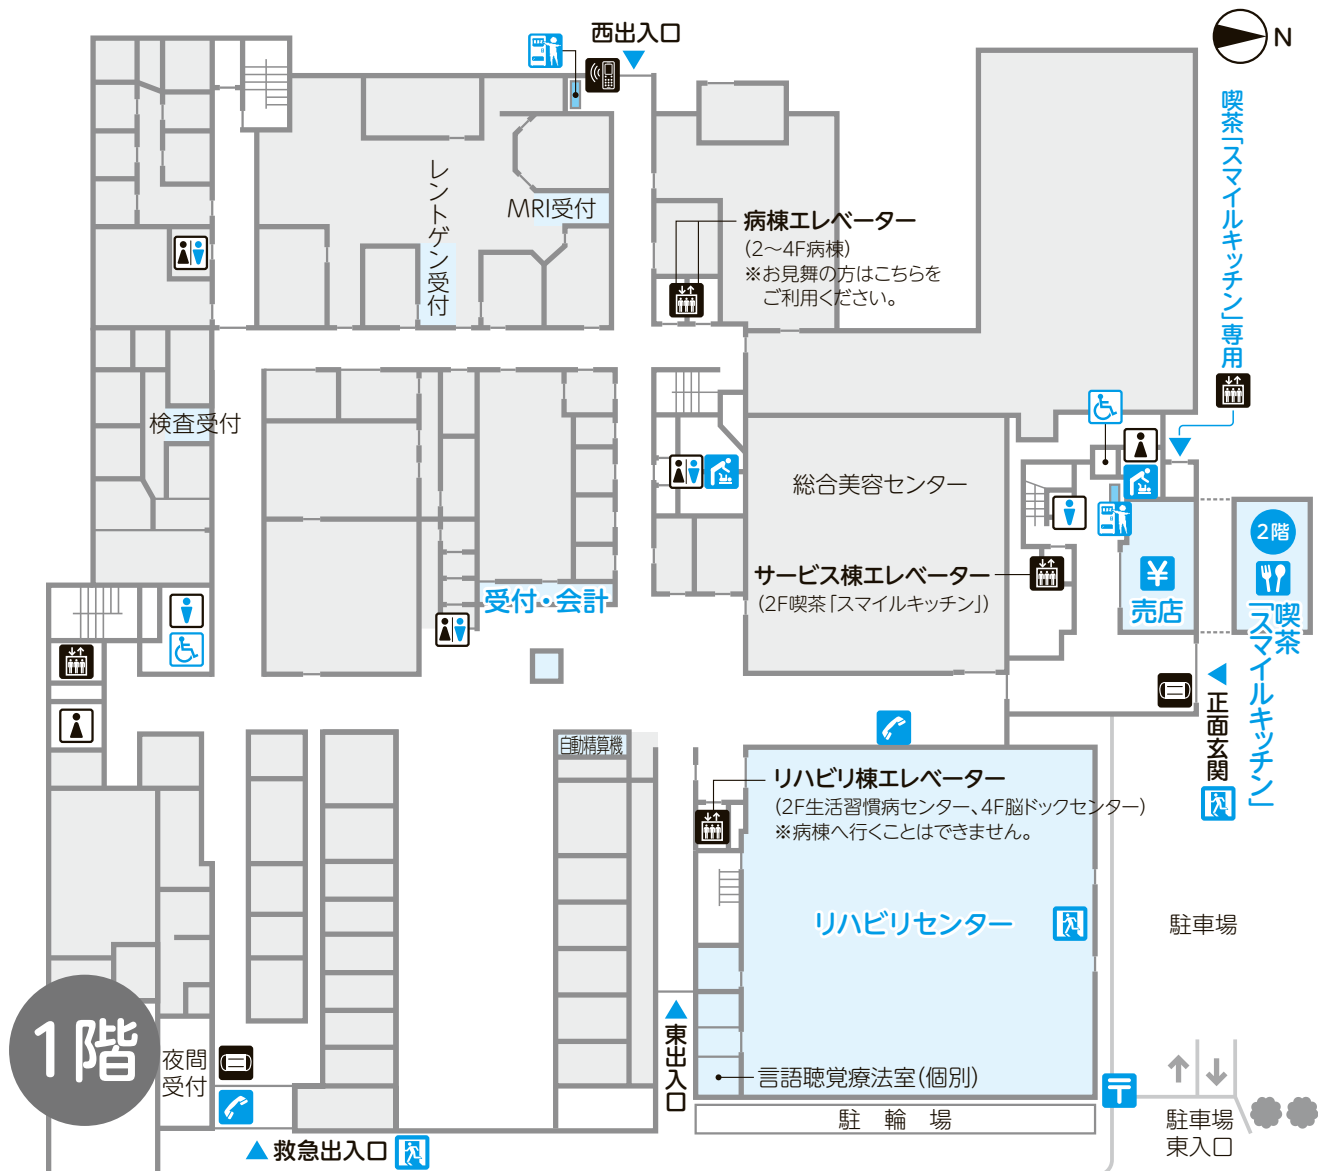 西出入口
N
喫茶「スマイルキッチン」専用
レントゲン受付
MRI受付
病棟エレベーター
(2〜4F病棟)
※お見舞の方はこちらを
ご利用ください。
検査受付
総合美容センター
サービス棟エレベーター
(2F喫茶「スマイルキッチン」)
受付・会計
¥
売店
2階
喫茶
「スマイルキッチン」
正面玄関
自動精算機
リハビリ棟エレベーター
(2F生活習慣病センター、4F脳ドックセンター)
※病棟へ行くことはできません。
リハビリセンター
駐車場
1階
夜間
受付
東出入口
言語聴覚療法室(個別)
駐輪場
〒
駐車場
東入口
救急出入口